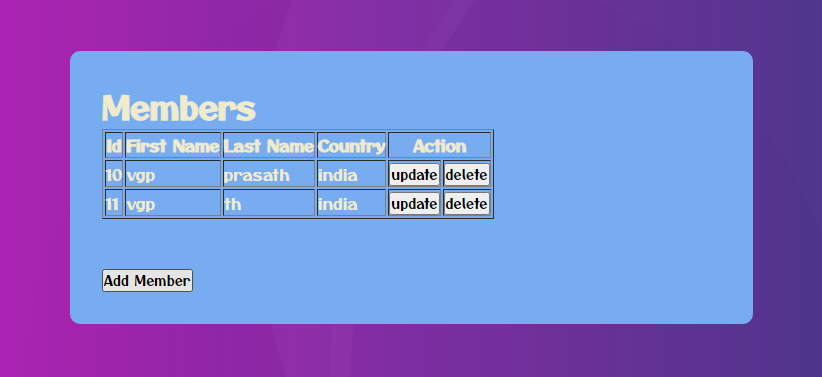 Members
Id First Name Last Name Country Action
10 vgp prasath india update delete
11 vgp th india update delete
Add Member